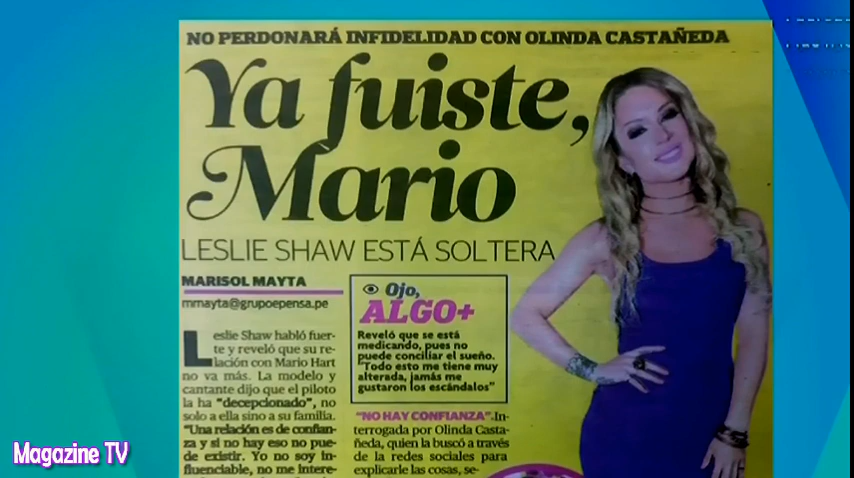 NO PERDONARÁ INFIDELIDAD CON OLINDA CASTAÑEDA
Ya fuiste,
Mario
LESLIE SHAW ESTÁ SOLTERA
MARISOL MAYTA
mmayta@grupoepensa.pe
Leslie Shaw habló fuer-
te y reveló que su re-
lación con Mario Hart
no va más. La modelo y
cantante dijo que el piloto
la ha "decepcionado", no
solo a ella sino a su familia.
"Una relación es de confian-
za y si no hay eso no pue-
de existir. Yo no soy in-
fluenciable, no me intere-
Ojo,
ALGO+
Reveló que se está
medicando, pues no
puede conciliar el sueño.
"Todo esto me tiene muy
alterada, jamás me
gustaron los escándalos"
"NO HAY CONFIANZA".In-
terrogada por Olinda Casta-
ñeda, quien la buscó a través
de la redes sociales para
explicarle las cosas, se-
Magazine TV